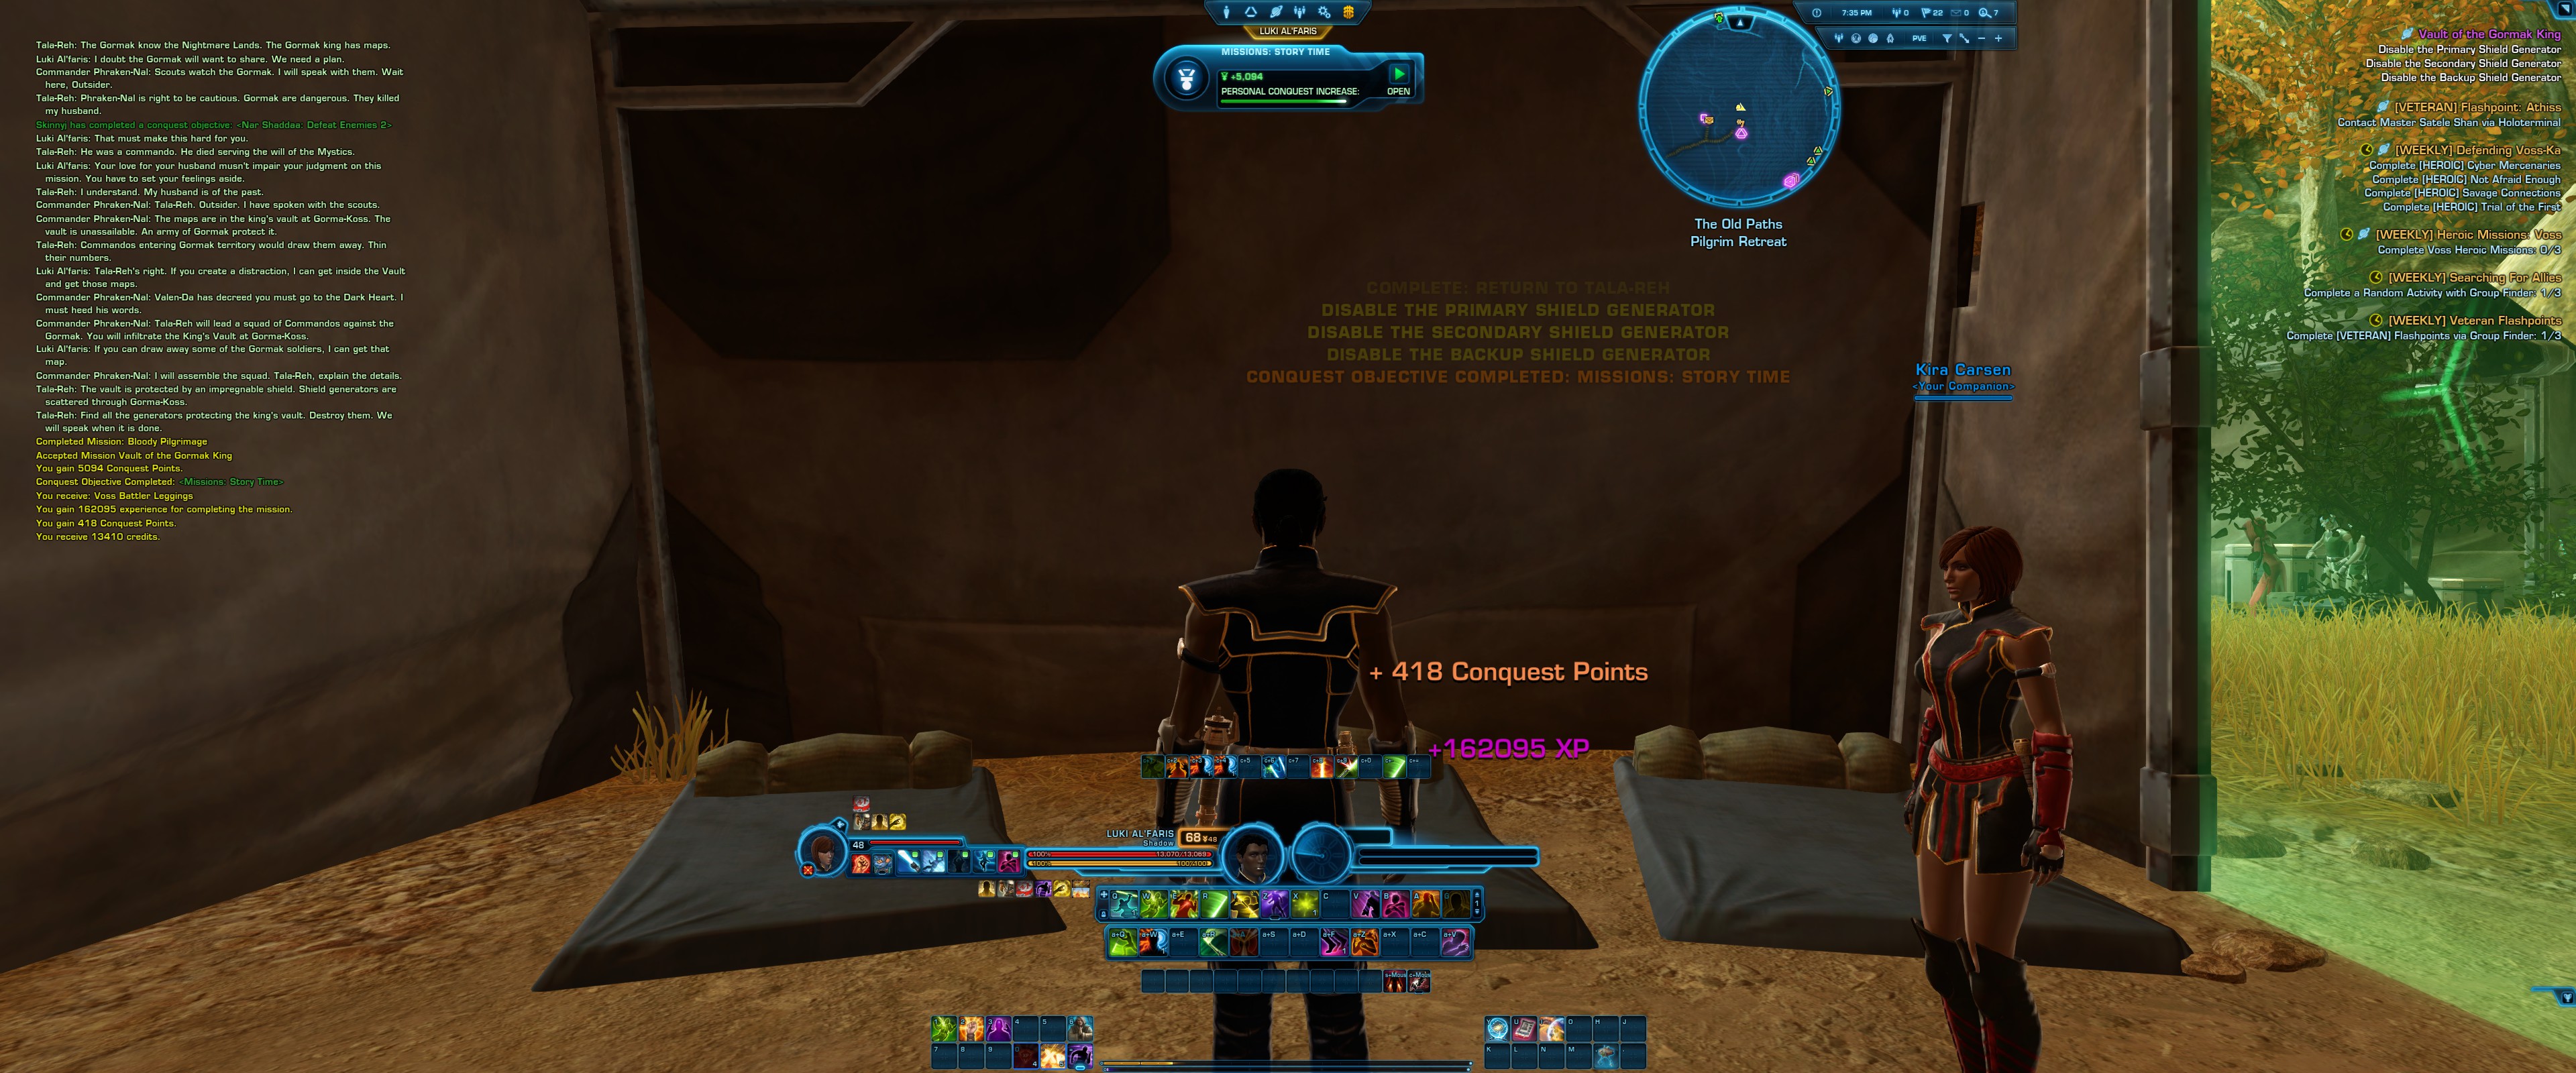 Tala-Reh: The Gormak know the Nightmare Lands. The Gormak king has maps.
Luki Al'faris: I doubt the Gormak will want to share. We need a plan.
Commander Phraken-Nal: Scouts watch the Gormak. I will speak with them. Wait
here, Outsider.
Tala-Reh: Phraken-Nal is right to be cautious. Gormak are dangerous. They killed
my husband.
Skinnyj has completed a conquest objective: <Nar Shaddaa: Defeat Enemies 2>
Luki Al'faris: That must make this hard for you.
Tala-Reh: He was a commando. He died serving the will of the Mystics.
Luki Al'faris: Your love for your husband musn't impair your judgment on this
mission. You have to set your feelings aside.
Tala-Reh: I understand. My husband is of the past.
Commander Phraken-Nal: Tala-Reh. Outsider. I have spoken with the scouts.
Commander Phraken-Nal: The maps are in the king's vault at Gorma-Koss. The
vault is unassailable. An army of Gormak protect it.
Tala-Reh: Commandos entering Gormak territory would draw them away. Thin
their numbers.
Luki Al'faris: Tala-Reh's right. If you create a distraction, I can get inside the Vault
and get those maps.
Commander Phraken-Nal: Valen-Da has decreed you must go to the Dark Heart. I
must heed his words.
Commander Phraken-Nal: Tala-Reh will lead a squad of Commandos against the
Gormak. You will infiltrate the King's Vault at Gorma-Koss.
Luki Al'faris: If you can draw away some of the Gormak soldiers, I can get that
map.
Commander Phraken-Nal: I will assemble the squad. Tala-Reh, explain the details.
Tala-Reh: The vault is protected by an impregnable shield. Shield generators are
scattered through Gorma-Koss.
Tala-Reh: Find all the generators protecting the king's vault. Destroy them. We
will speak when it is done.
Completed Mission: Bloody Pilgrimage
Accepted Mission Vault of the Gormak King
You gain 5094 Conquest Points.
Conquest Objective Completed: <Missions: Story Time>
You receive: Voss Battler Leggings
You gain 162095 experience for completing the mission.
You gain 418 Conquest Points.
You receive 13410 credits.
LUKI AL'FARIS
MISSIONS: STORY TIME
+5,094
PERSONAL CONQUEST INCREASE: OPEN
COMPLETE: RETURN TO TALA-REH
DISABLE THE PRIMARY SHIELD GENERATOR
DISABLE THE SECONDARY SHIELD GENERATOR
DISABLE THE BACKUP SHIELD GENERATOR
CONQUEST OBJECTIVE COMPLETED: MISSIONS: STORY TIME
7:35 PM 0 22 0 7
PVE
The Old Paths
Pilgrim Retreat
Vault of the Gormak King
Disable the Primary Shield Generator
Disable the Secondary Shield Generator
Disable the Backup Shield Generator
[VETERAN] Flashpoint: Athiss
Contact Master Satele Shan via Holoterminal
[WEEKLY] Defending Voss-Ka
Complete [HEROIC] Cyber Mercenaries
Complete [HEROIC] Not Afraid Enough
Complete [HEROIC] Savage Connections
Complete [HEROIC] Trial of the First
[WEEKLY] Heroic Missions: Voss
Complete Voss Heroic Missions: 0/3
[WEEKLY] Searching For Allies
Complete a Random Activity with Group Finder: 1/3
[WEEKLY] Veteran Flashpoints
Complete [VETERAN] Flashpoints via Group Finder: 1/3
Kira Carsen
<Your Companion>
+ 418 Conquest Points
+162095 XP
48
LUKI AL'FARIS
Shadow
68 48
100% 13,070/13,069
100% 100/100